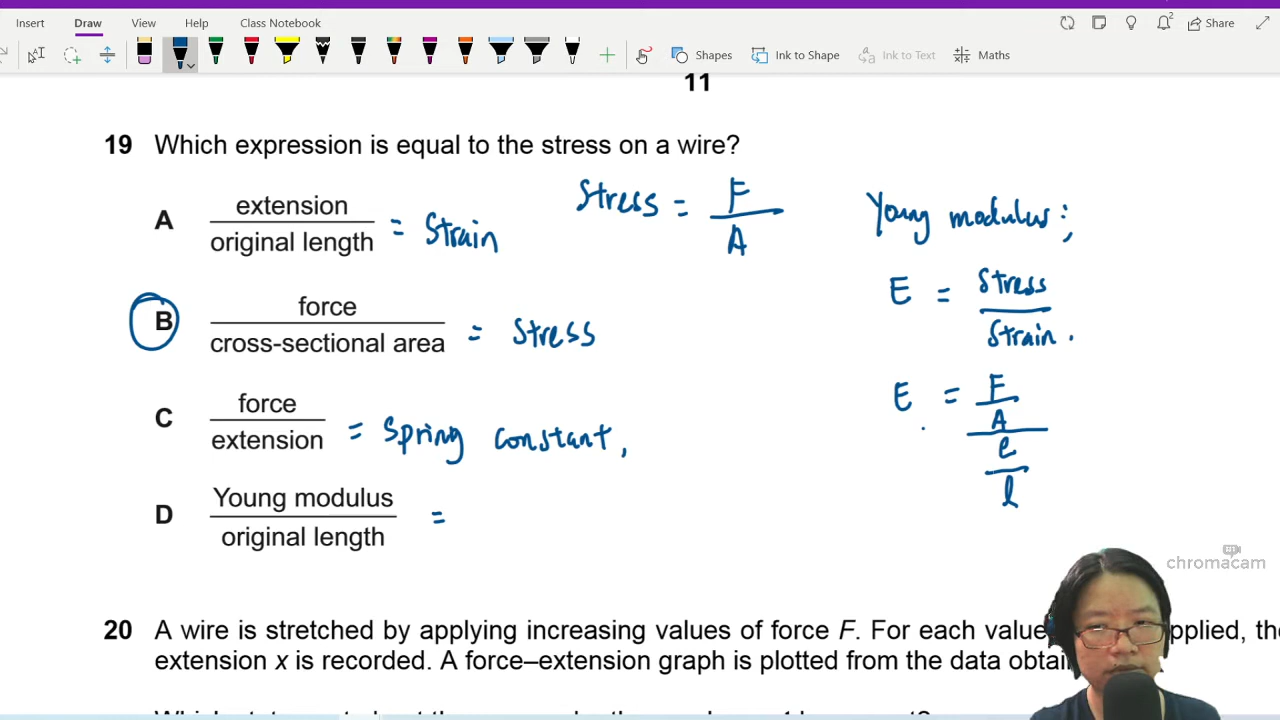 Insert Draw View Help Class Notebook
2 Share
Shapes Ink to Shape Ink to Text Maths
11
19 Which expression is equal to the stress on a wire?
A extension
original length
= Strain
Stress = F
A
B force
cross-sectional area
= Stress
C force
extension
= Spring constant,
D Young modulus
original length
=
Young modulus:,
E = Stress
Strain.
E = F
A
e
l
chromacam
20 A wire is stretched by applying increasing values of force F. For each value pplied, the
extension x is recorded. A force–extension graph is plotted from the data obtai